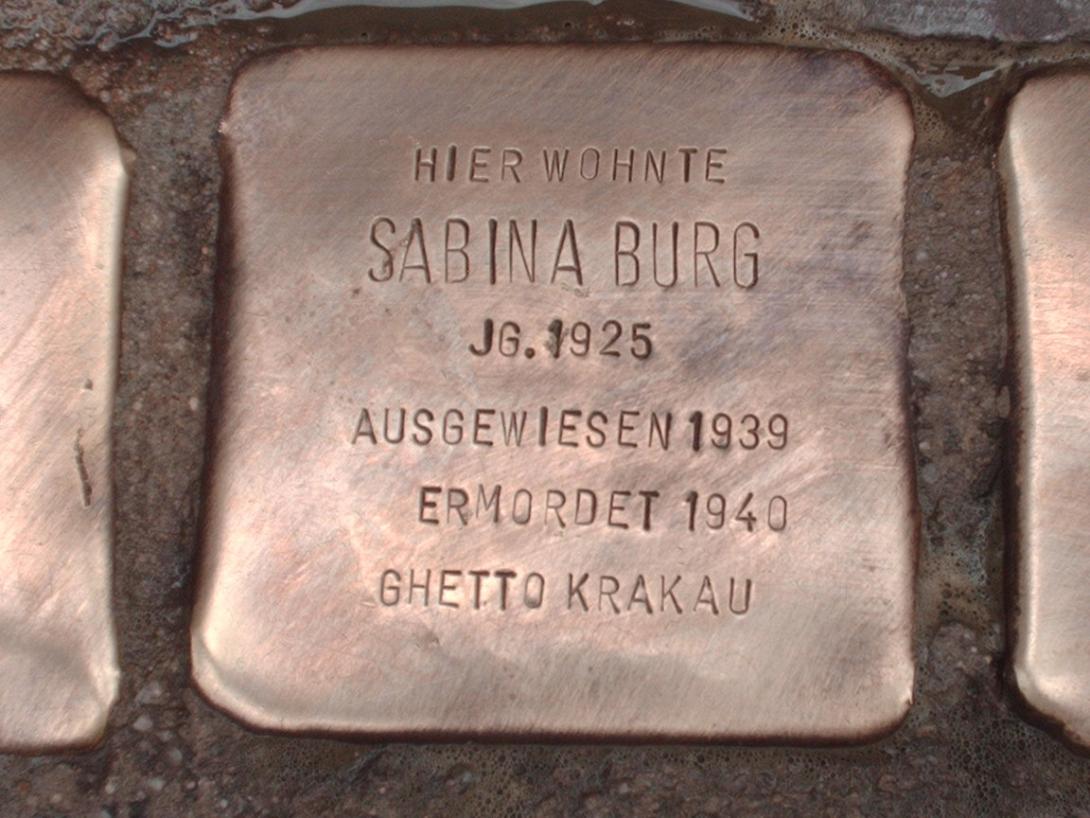 HIER WOHNTE
SABINA BURG
JG. 1925
AUSGEWIESEN 1939
ERMORDET 1940
GHETTO KRAKAU